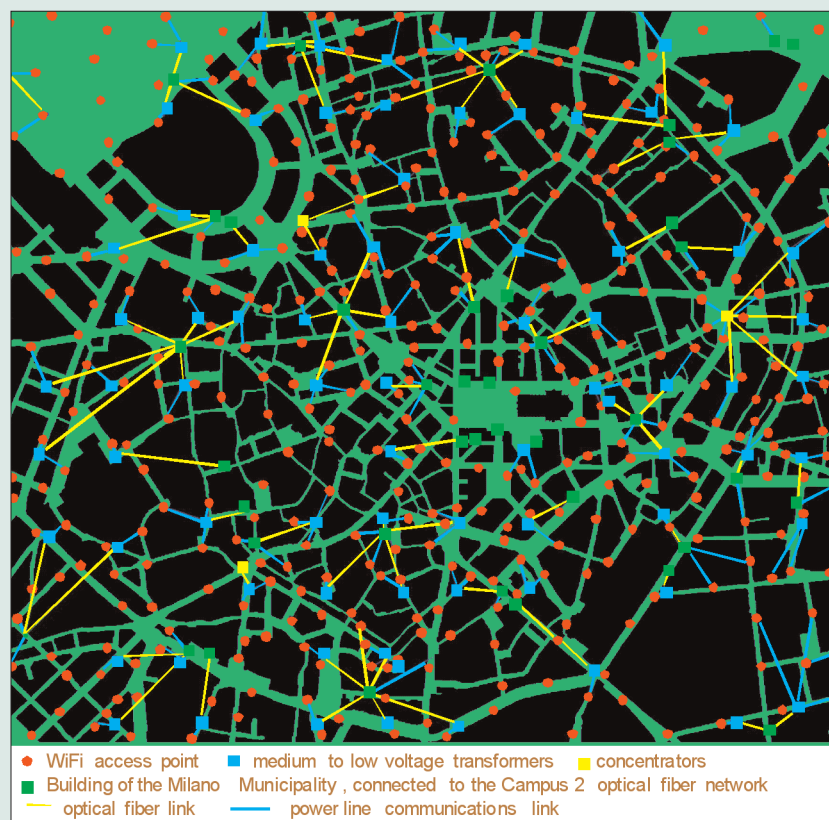 WiFi access point medium to low voltage transformers concentrators
Building of the Milano Municipality , connected to the Campus 2 optical fiber network
optical fiber link power line communications link